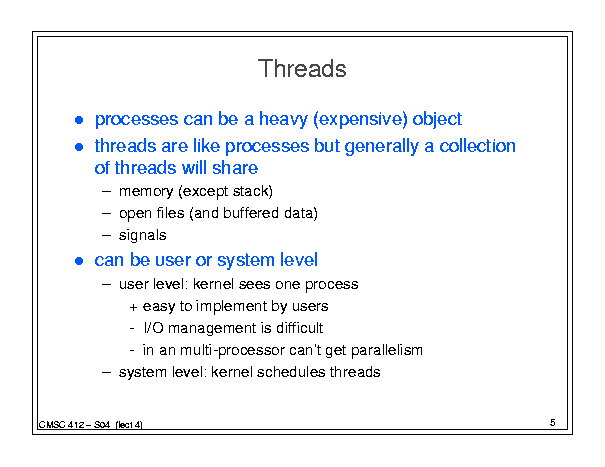 Threads
● processes can be a heavy (expensive) object
● threads are like processes but generally a collection
of threads will share
– memory (except stack)
– open files (and buffered data)
– signals
● can be user or system level
– user level: kernel sees one process
+ easy to implement by users
- I/O management is difficult
- in an multi-processor can't get parallelism
– system level: kernel schedules threads
CMSC 412 – S04 (lect 4)
5